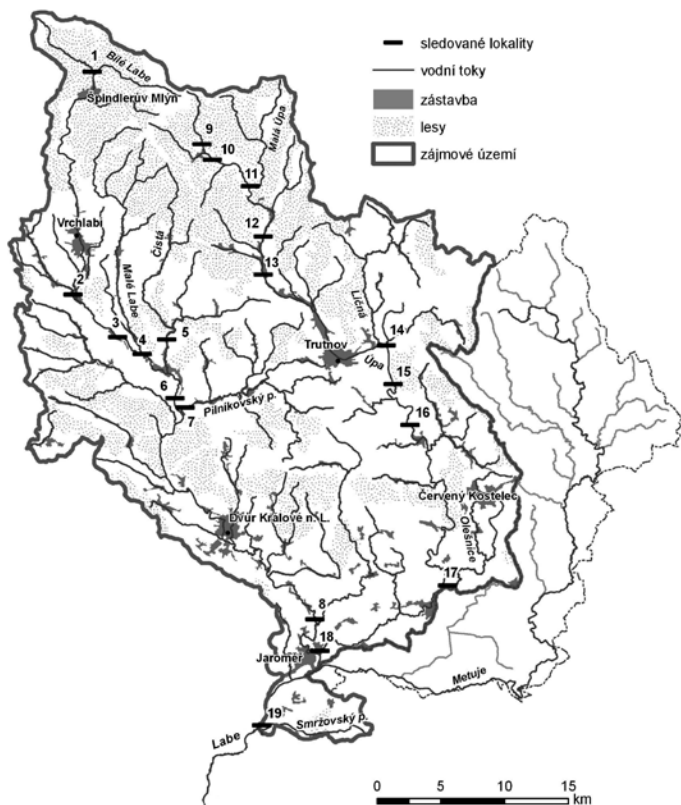 1
Bílé Labe
Špindlerův Mlýn
sledované lokality
vodní toky
zástavba
lesy
zájmové území
9
10
Malá Úpa
11
12
13
Vrchlabí
Čistá
2
Malé Labe
3
4
5
Ličná
14
Trutnov
Úpa
15
6
7
Pilníkovský p.
16
Červený Kostelec
Olešnice
Dvůr Králové n. L.
17
8
18
Jaroměř
Metuje
19
Smržovský p.
Labe
0 5 10 15
km